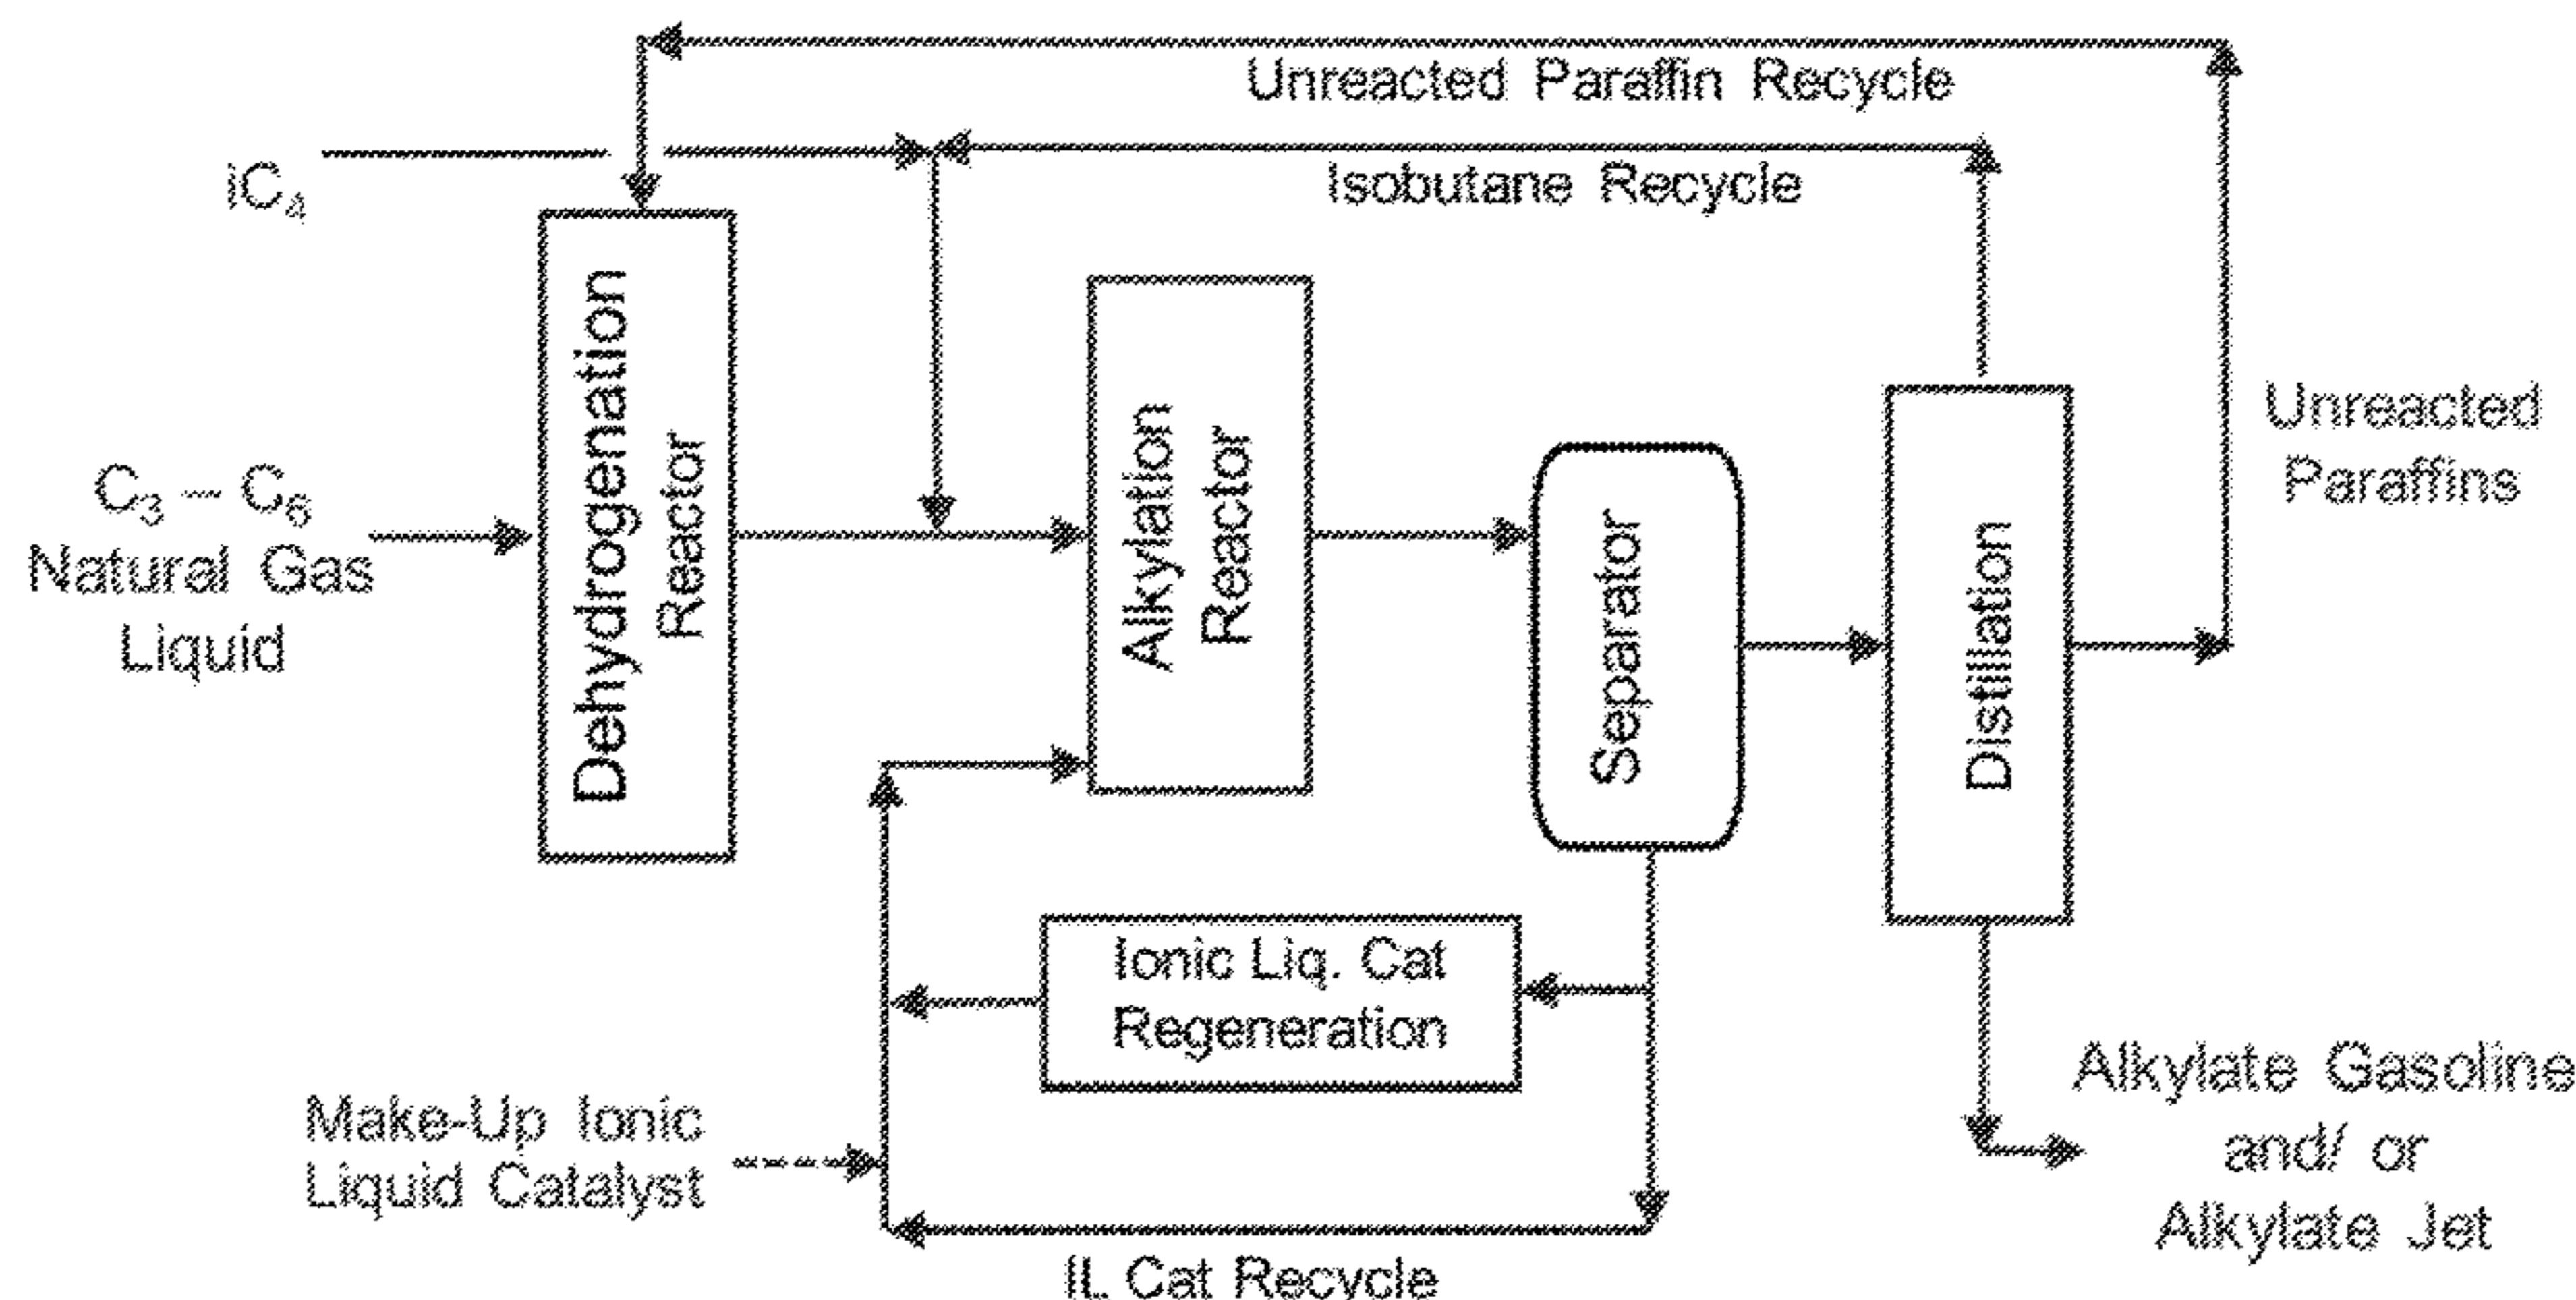 Unreacted Paraffin Recycle
iC₄
Isobutane Recycle
Dehydrogenation
Reactor
Alkylation
Reactor
Separator
Distillation
Unreacted
Paraffins
C₃ – C₆
Natural Gas
Liquid
Ionic Liq. Cat
Regeneration
Make-Up Ionic
Liquid Catalyst
IL Cat Recycle
Alkylate Gasoline
and/ or
Alkylate Jet